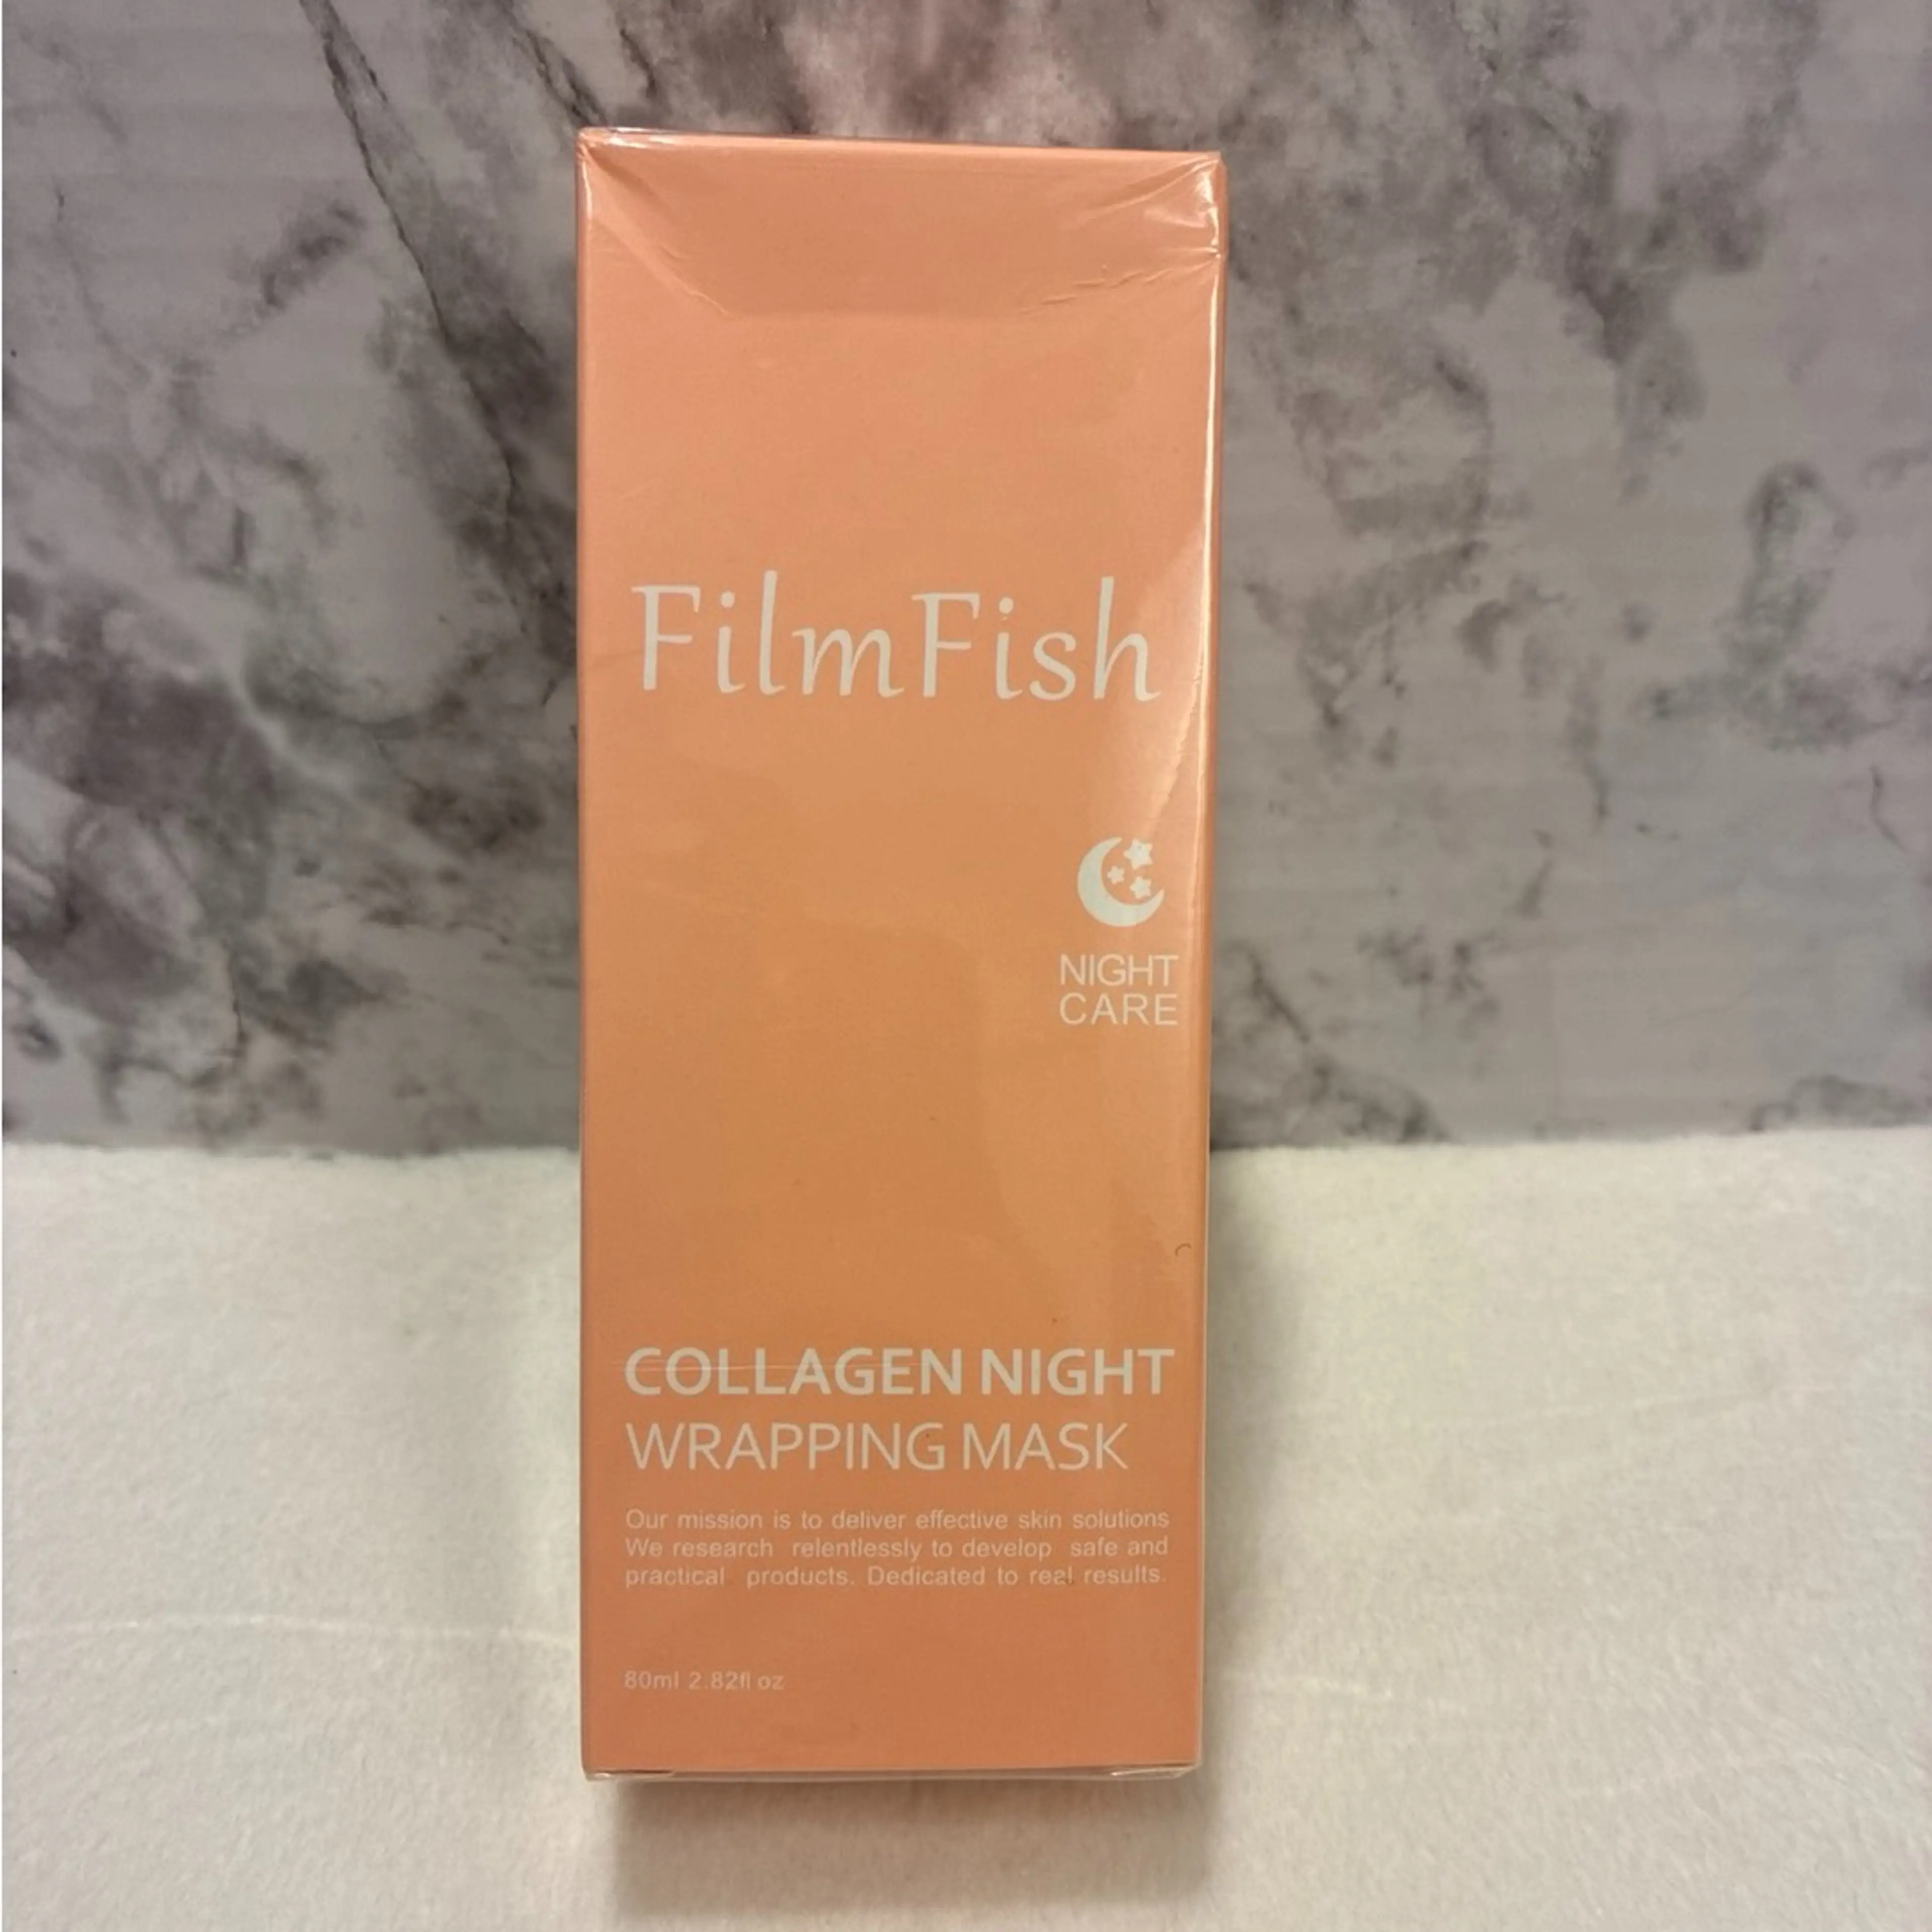 FilmFish
NIGHT
CARE
COLLAGEN NIGHT
WRAPPING MASK
Our mission is to deliver effective skin solutions
We research relentlessly to develop safe and
practical products. Dedicated to real results.
80ml 2.82fl oz